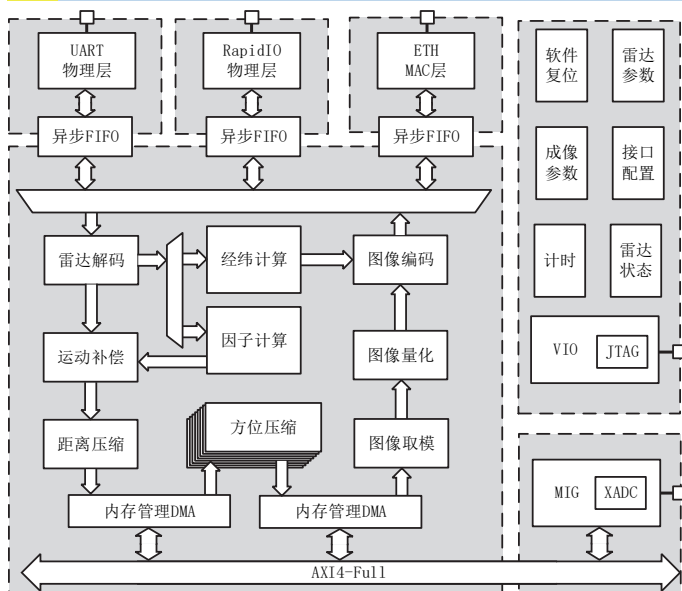 UART
物理层
RapidIO
物理层
ETH
MAC层
异步FIFO
异步FIFO
异步FIFO
软件
复位
雷达
参数
成像
参数
接口
配置
计时
雷达
状态
VIO
JTAG
雷达解码
经纬计算
图像编码
因子计算
运动补偿
图像量化
距离压缩
方位压缩
图像取模
内存管理DMA
内存管理DMA
MIG
XADC
AXI4-Full